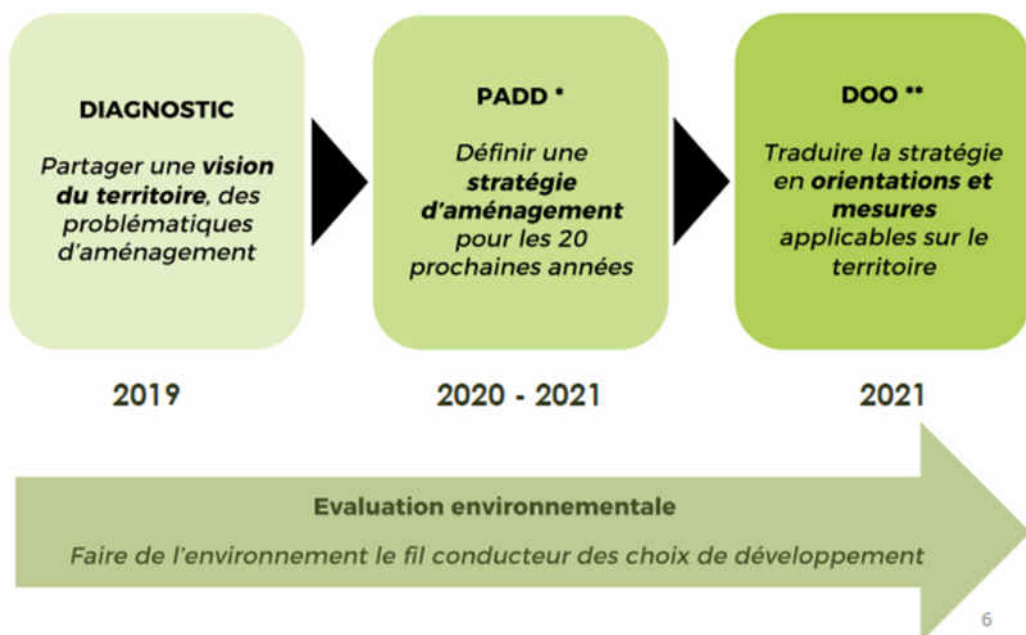 DIAGNOSTIC
Partager une vision
du territoire, des
problématiques
d'aménagement
PADD *
Définir une
stratégie
d'aménagement
pour les 20
prochaines années
DOO **
Traduire la stratégie
en orientations et
mesures
applicables sur le
territoire
2019
2020 - 2021
2021
Evaluation environnementale
Faire de l'environnement le fil conducteur des choix de développement
6